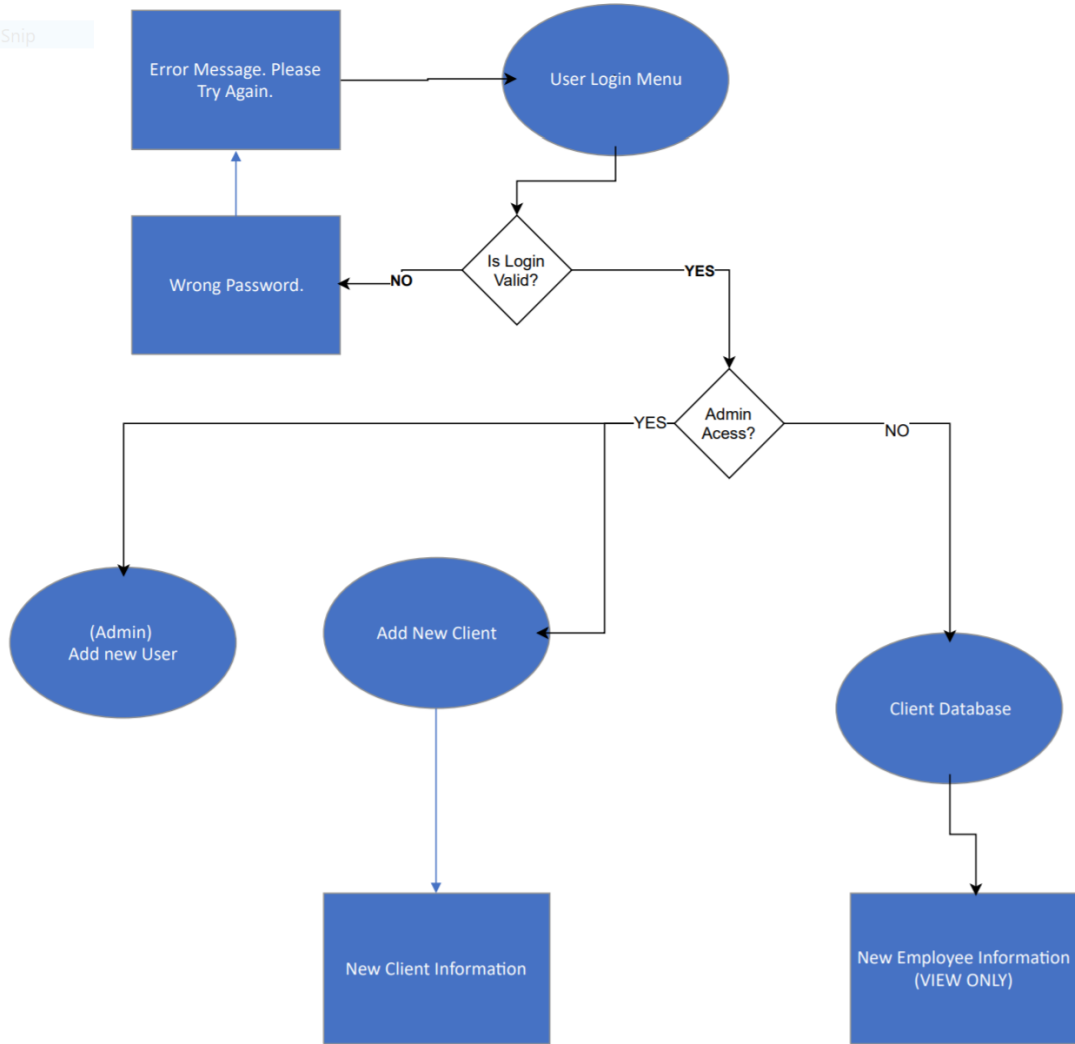 Snip
Error Message. Please
Try Again.
User Login Menu
Is Login
Valid?
Wrong Password.
NO
YES
Admin
Acess?
YES
NO
(Admin)
Add new User
Add New Client
Client Database
New Client Information
New Employee Information
(VIEW ONLY)